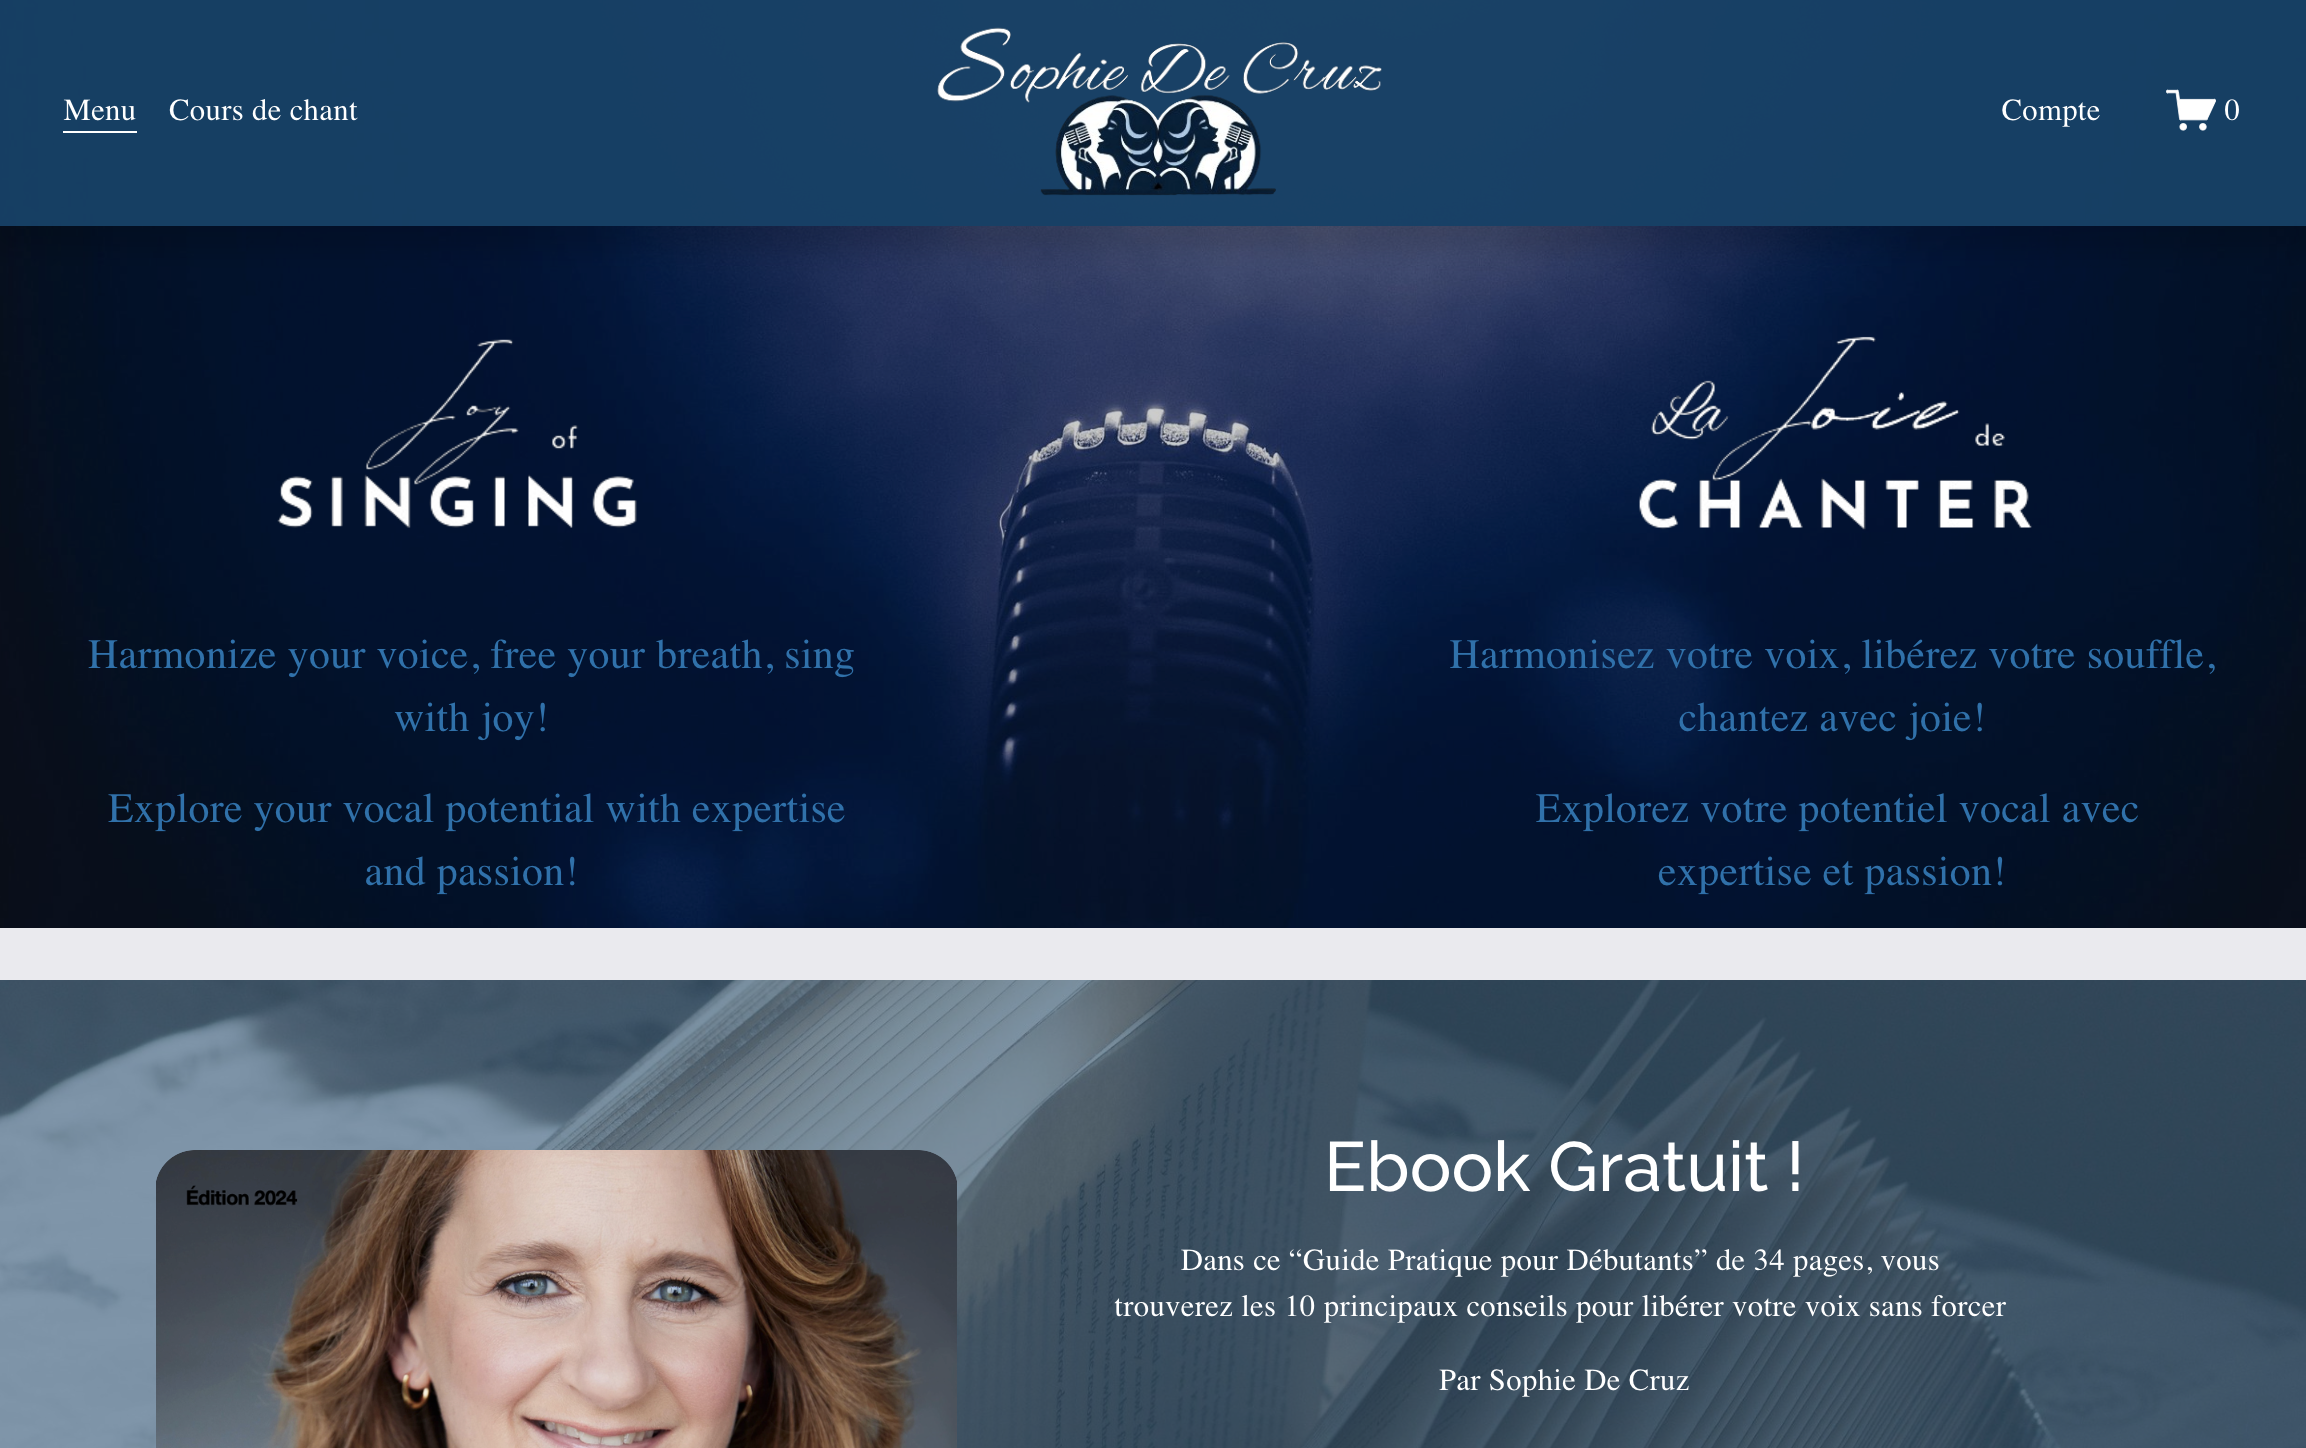 Menu
Cours de chant
Sophie De Cruz
Compte
0
Joy
of
SINGING
Harmonize your voice, free your breath, sing
with joy!
Explore your vocal potential with expertise
and passion!
La Joie
de
CHANTER
Harmonisez votre voix, libérez votre souffle,
chantez avec joie!
Explorez votre potentiel vocal avec
expertise et passion!
Édition 2024
Ebook Gratuit !
Dans ce “Guide Pratique pour Débutants” de 34 pages, vous
trouverez les 10 principaux conseils pour libérer votre voix sans forcer
Par Sophie De Cruz